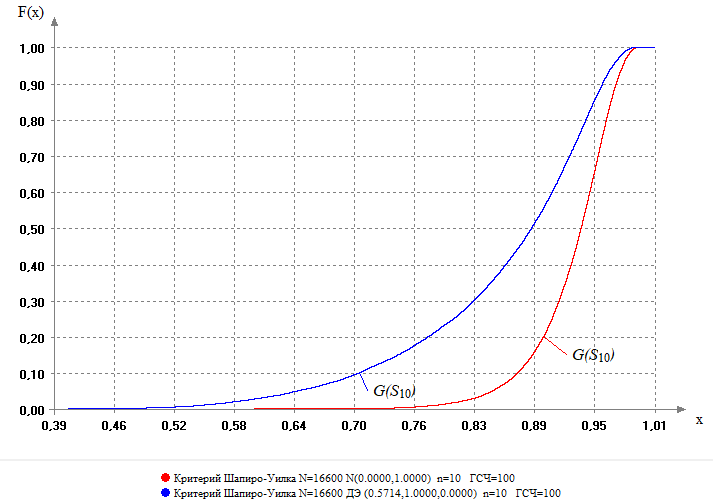 F(x)
1,00
0,90
0,80
0,70
0,60
0,50
0,40
0,30
0,20
0,10
0,00
G(S10)
G(S10)
0,39 0,46 0,52 0,58 0,64 0,70 0,76 0,83 0,89 0,95 1,01
x
Критерий Шапиро-Уилка N=16600 N(0.0000,1.0000) n=10 ГСЧ=100
Критерий Шапиро-Уилка N=16600 ДЭ (0.5714,1.0000,0.0000) n=10 ГСЧ=100